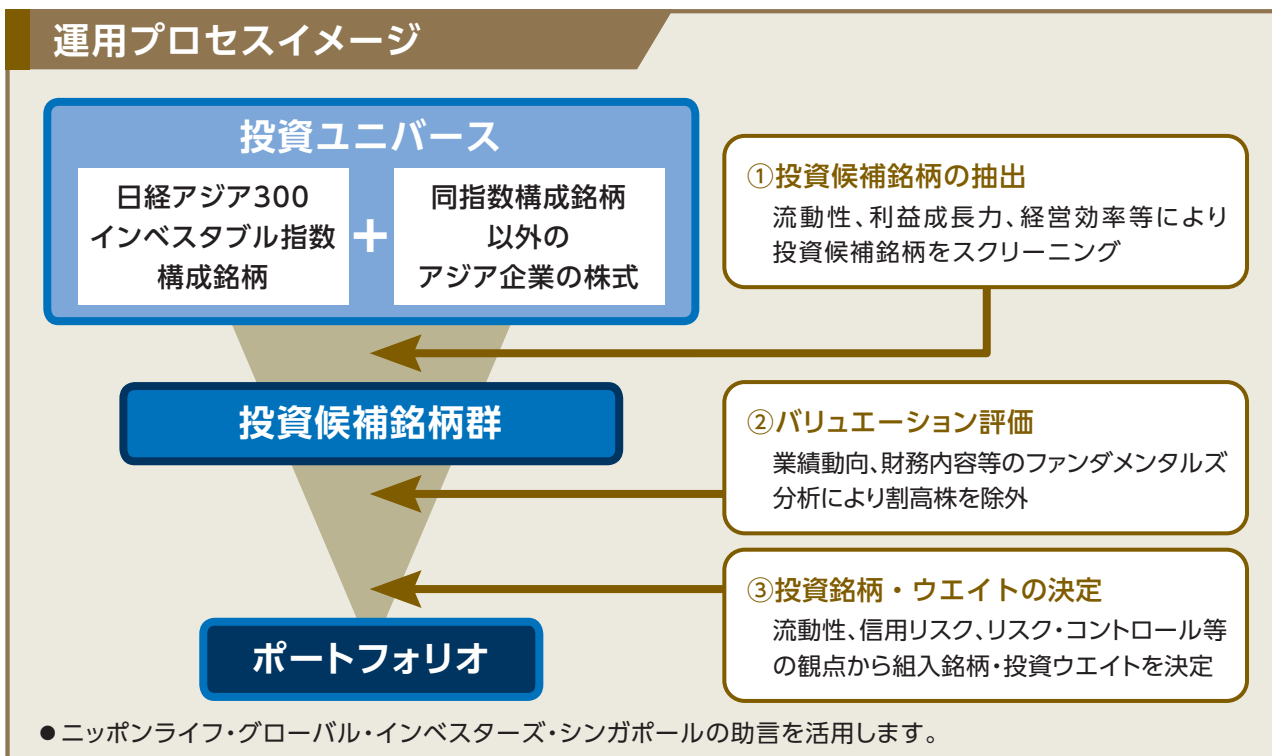 運用プロセスイメージ
投資ユニバース
日経アジア300
インベスタブル指数
構成銘柄
+
同指数構成銘柄
以外の
アジア企業の株式
①投資候補銘柄の抽出
流動性、利益成長力、経営効率等により
投資候補銘柄をスクリーニング
投資候補銘柄群
②バリュエーション評価
業績動向、財務内容等のファンダメンタルズ
分析により割高株を除外
③投資銘柄・ウエイトの決定
流動性、信用リスク、リスク・コントロール等
の観点から組入銘柄・投資ウエイトを決定
ポートフォリオ
●ニッポンライフ・グローバル・インベスターズ・シンガポールの助言を活用します。